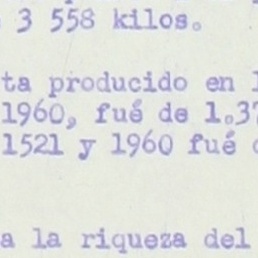 3 558 kilos.
ta producido en
1960, fué de 1.37
1521 y 1960 fué
a la riqueza del